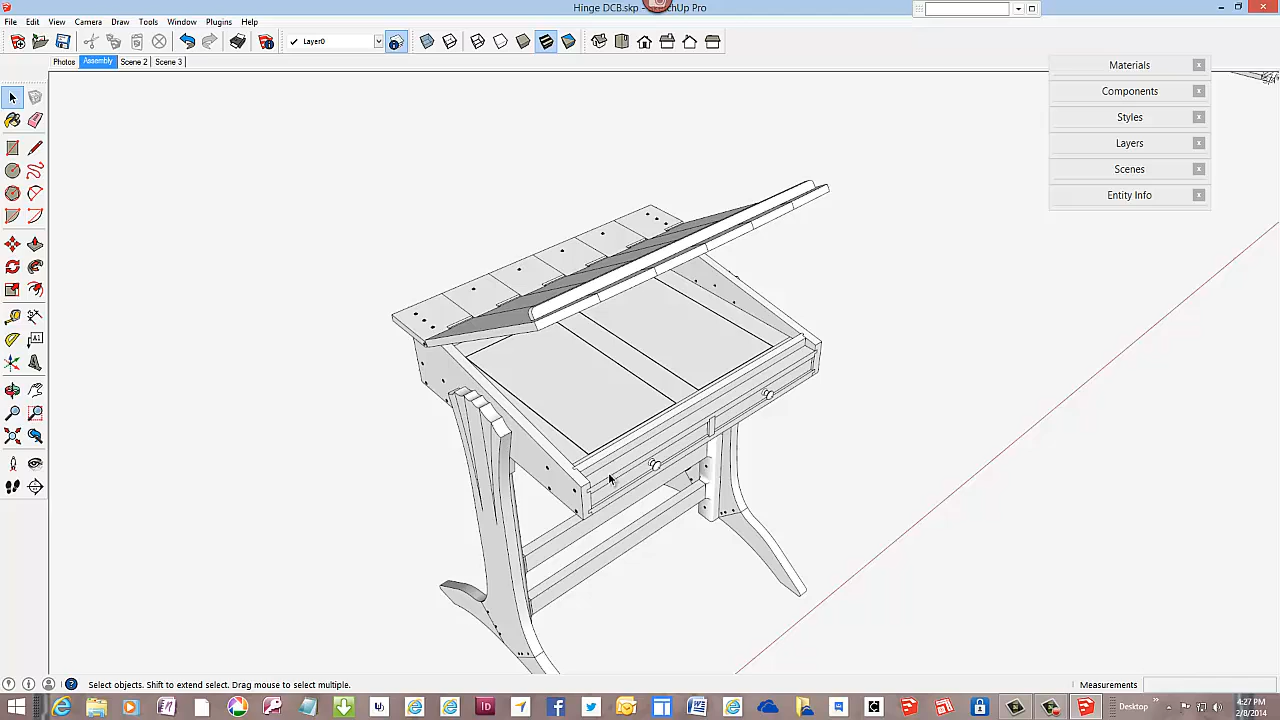 Hinge DCB.skp - SketchUp Pro
File Edit View Camera Draw Tools Window Plugins Help
Layer0
Photos Assembly Scene 2 Scene 3
Materials
Components
Styles
Layers
Scenes
Entity Info
Select objects. Shift to extend select. Drag mouse to select multiple.
Measurements
Desktop
4:27 PM
2/8/2014